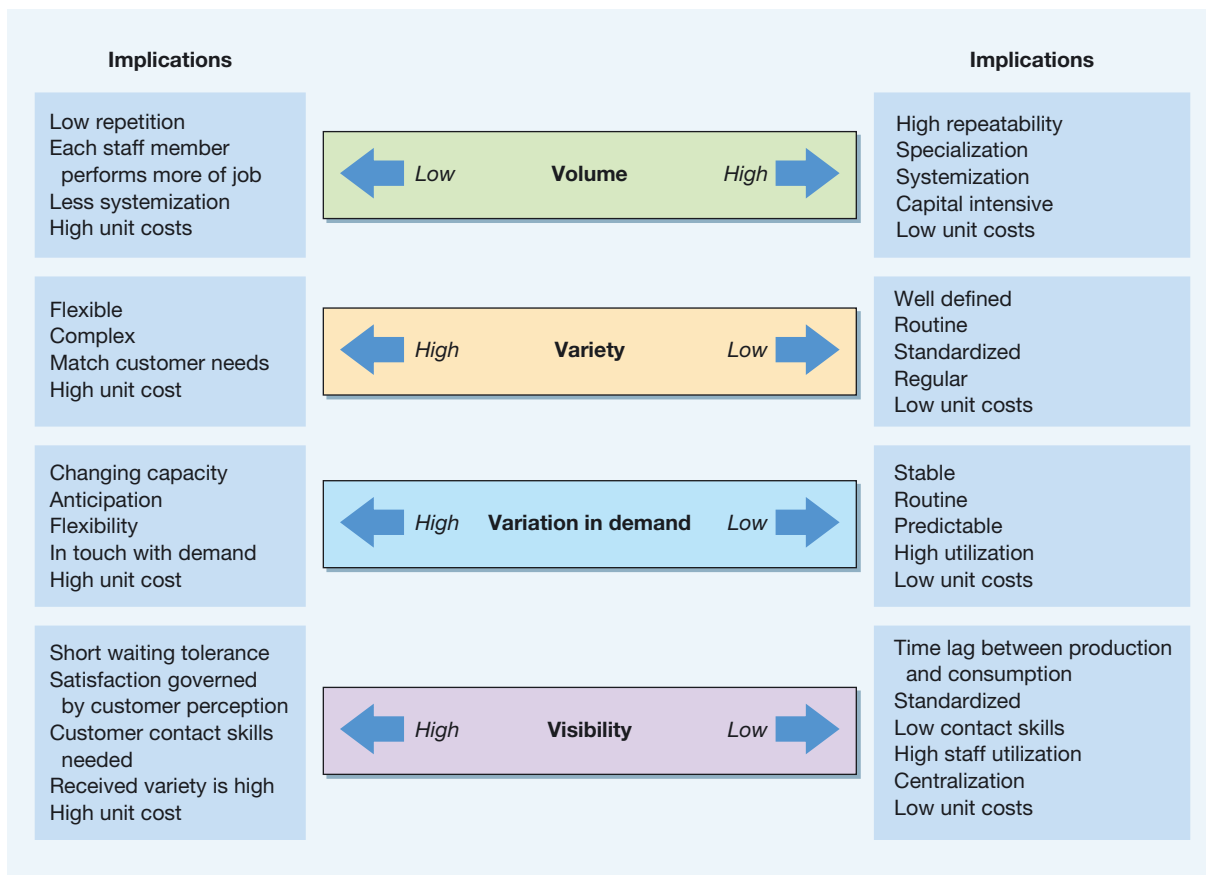 Implications
Implications
Low repetition
Each staff member
performs more of job
Less systemization
High unit costs
Low
Volume
High
High repeatability
Specialization
Systemization
Capital intensive
Low unit costs
Flexible
Complex
Match customer needs
High unit cost
High
Variety
Low
Well defined
Routine
Standardized
Regular
Low unit costs
Changing capacity
Anticipation
Flexibility
In touch with demand
High unit cost
High
Variation in demand
Low
Stable
Routine
Predictable
High utilization
Low unit costs
Short waiting tolerance
Satisfaction governed
by customer perception
Customer contact skills
needed
Received variety is high
High unit cost
High
Visibility
Low
Time lag between production
and consumption
Standardized
Low contact skills
High staff utilization
Centralization
Low unit costs